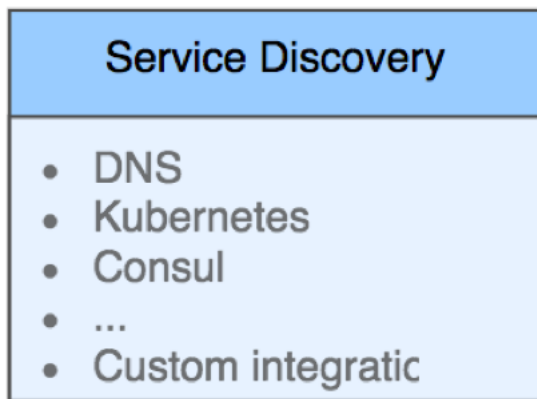 Service Discovery
• DNS
• Kubernetes
• Consul
• ...
• Custom integratic